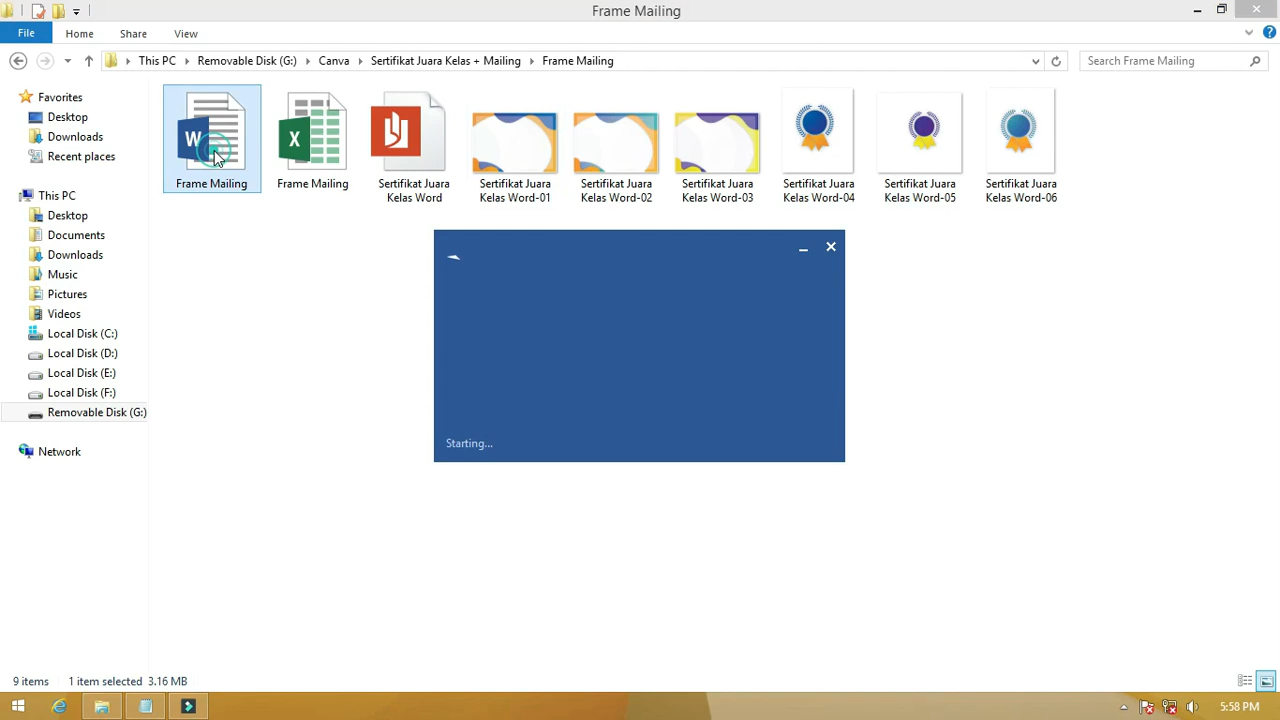 Frame Mailing
File
Home
Share
View
This PC
Removable Disk (G:)
Canva
Sertifikat Juara Kelas + Mailing
Frame Mailing
Search Frame Mailing
Favorites
Desktop
Downloads
Recent places
This PC
Desktop
Documents
Downloads
Music
Pictures
Videos
Local Disk (C:)
Local Disk (D:)
Local Disk (E:)
Local Disk (F:)
Removable Disk (G:)
Network
W
Frame Mailing
X
Frame Mailing
Sertifikat Juara
Kelas Word
Sertifikat Juara
Kelas Word-01
Sertifikat Juara
Kelas Word-02
Sertifikat Juara
Kelas Word-03
Sertifikat Juara
Kelas Word-04
Sertifikat Juara
Kelas Word-05
Sertifikat Juara
Kelas Word-06
Starting...
9 items
1 item selected 3.16 MB
5:58 PM